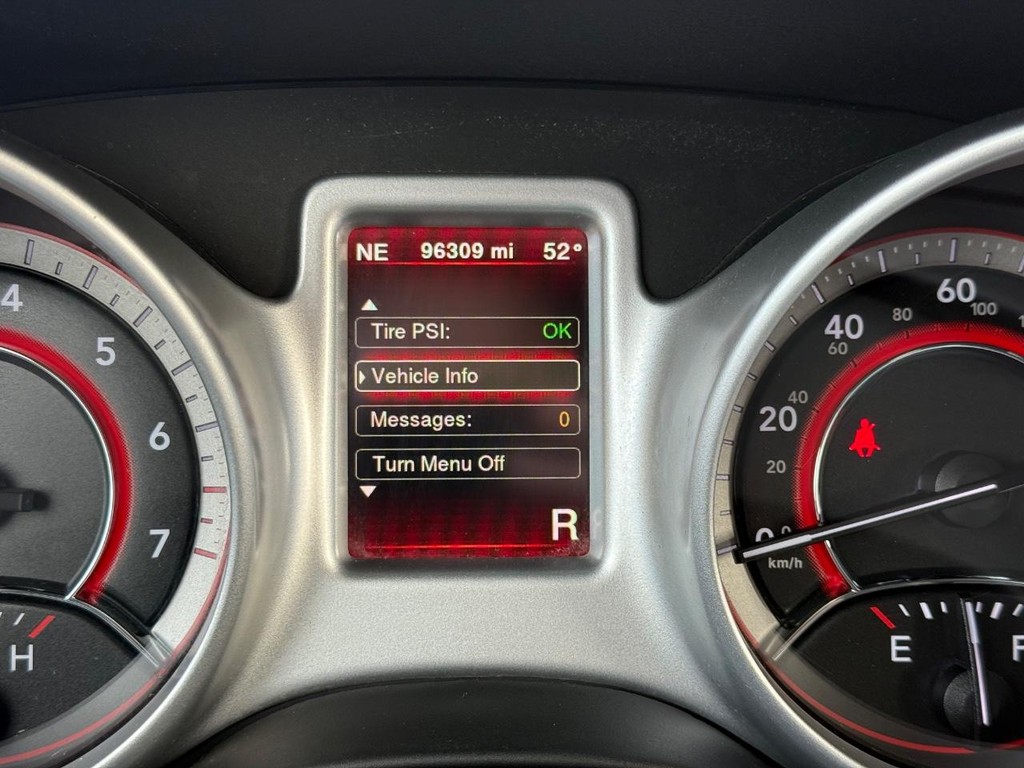 NE 96309 mi 52°
Tire PSI: OK
Vehicle Info
Messages: 0
Turn Menu Off
R
4
5
6
7
H
60
100
80
40
60
40
20
20
0
0
km/h
E
F